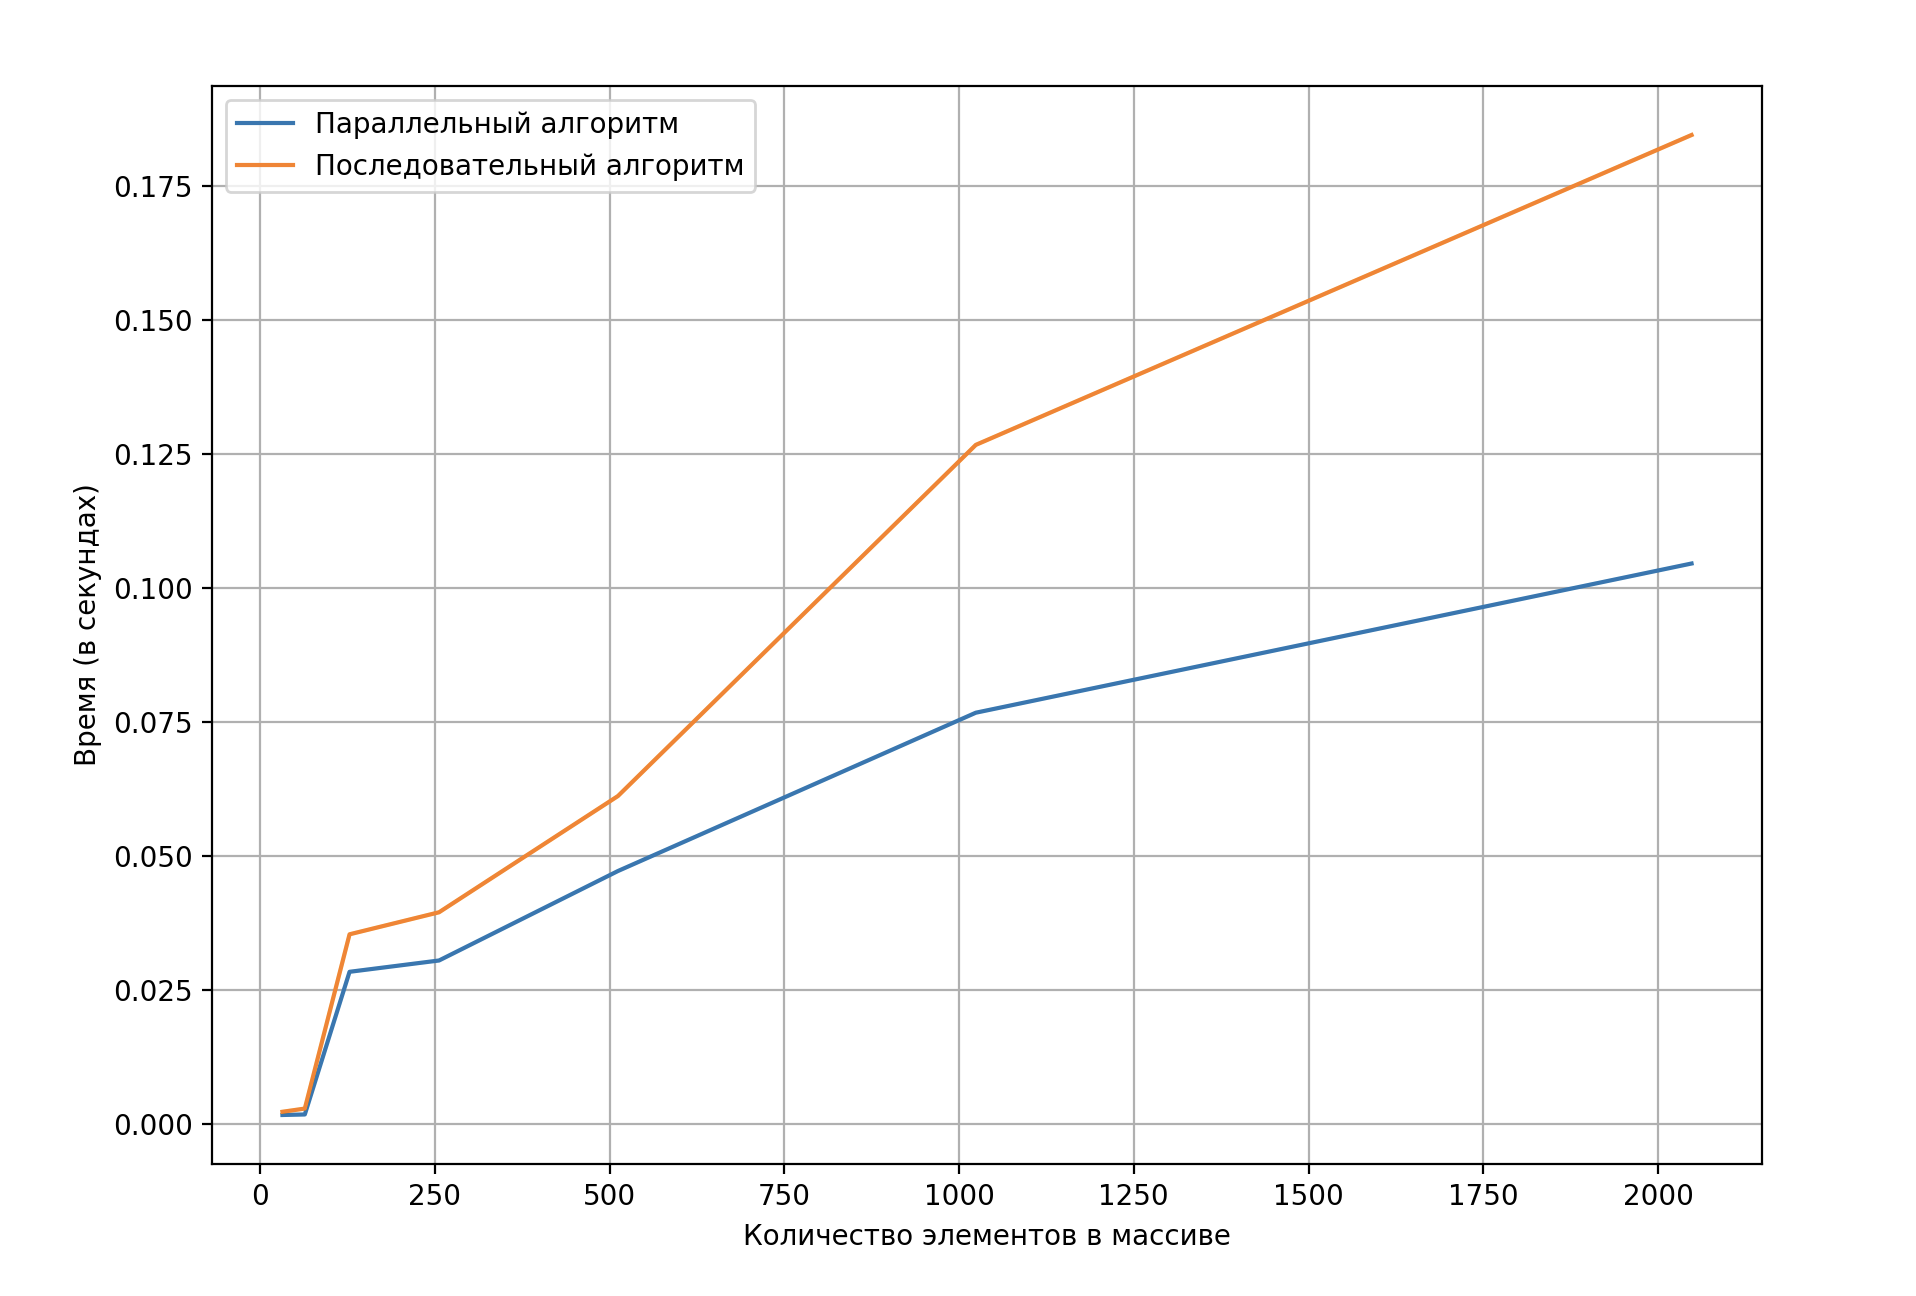 Параллельный алгоритм
Последовательный алгоритм
0.175
0.150
0.125
0.100
0.075
0.050
0.025
0.000
Время (в секундах)
0 250 500 750 1000 1250 1500 1750 2000
Количество элементов в массиве